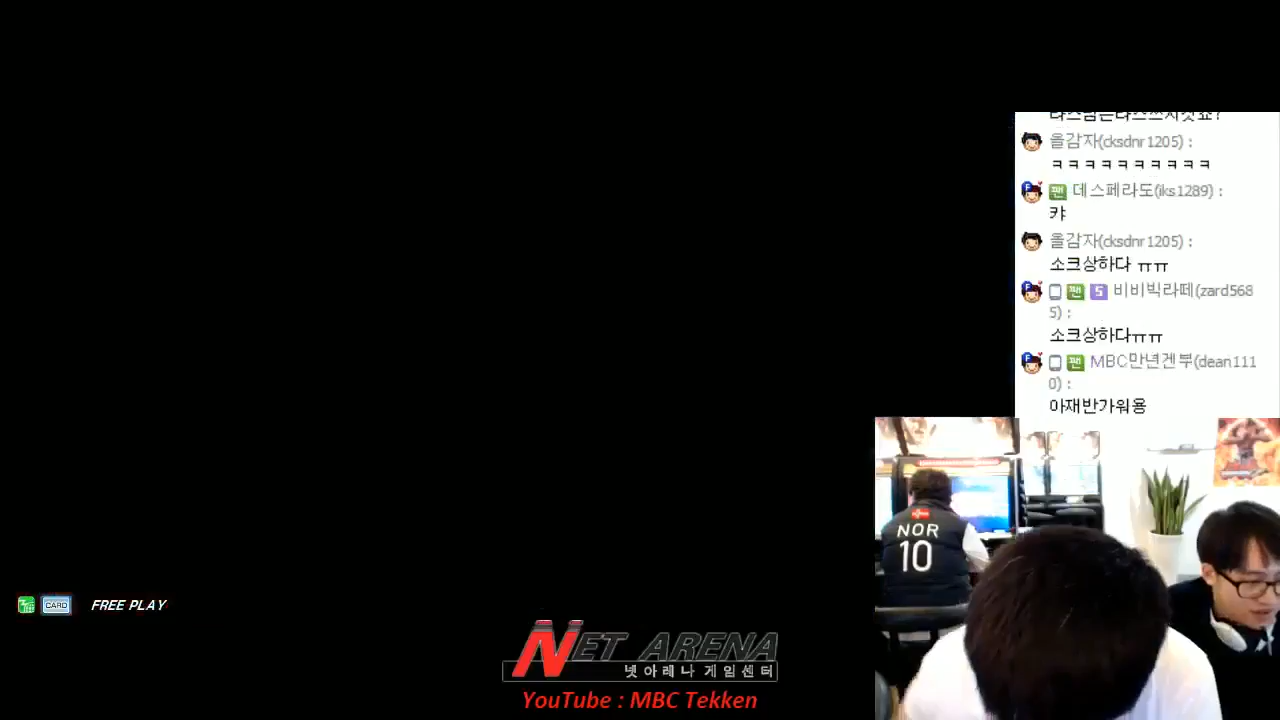 올감자(cksdnr1205) :
ㅋㅋㅋㅋㅋㅋㅋㅋㅋㅋ
팬 데스페라도(iks1289) :
캬
올감자(cksdnr1205) :
소크상하다 ㅠㅠ
팬 S 비비빅라떼(zard568
5) :
소크상하다ㅠㅠ
팬 MBC만년겐부(dean111
0) :
아재반가워용
NOR
10
CARD FREE PLAY
NET ARENA
넷아레나 게임센터
YouTube : MBC Tekken